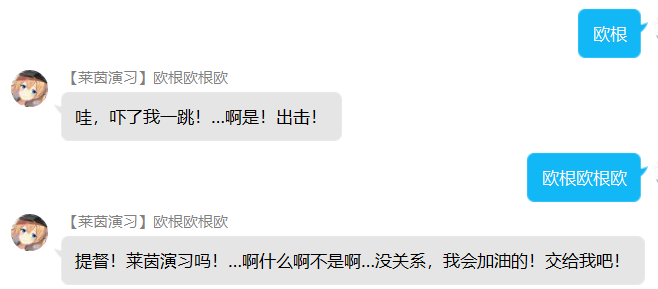 欧根
【莱茵演习】欧根欧根欧
哇，吓了我一跳！...啊是！出击！
欧根欧根欧
【莱茵演习】欧根欧根欧
提督！莱茵演习吗！...啊什么啊不是啊...没关系，我会加油的！交给我吧！